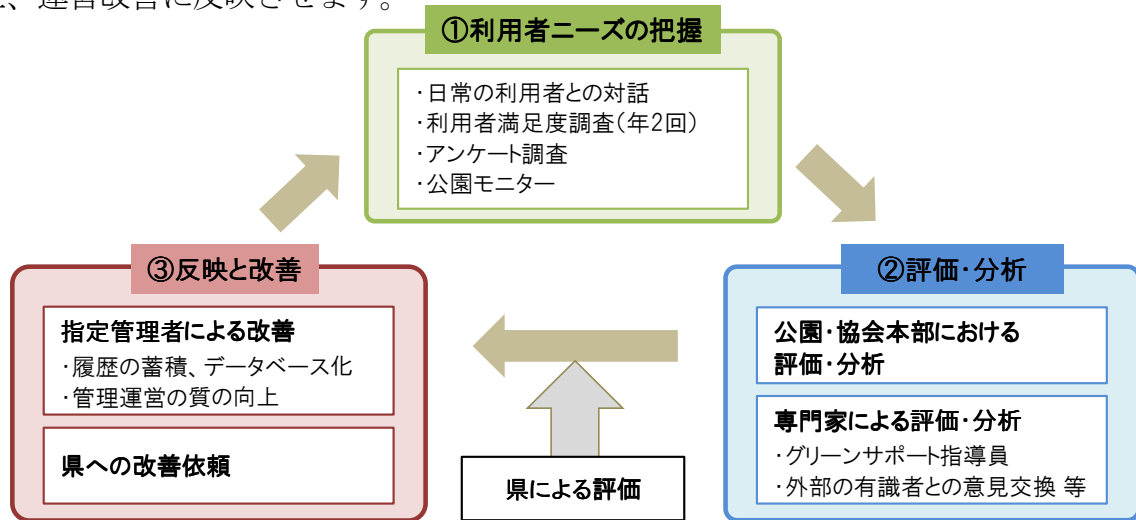 、運営改善に反映させます。
①利用者ニーズの把握
・日常の利用者との対話
・利用者満足度調査（年2回）
・アンケート調査
・公園モニター
②評価・分析
公園・協会本部における
評価・分析
専門家による評価・分析
・グリーンサポート指導員
・外部の有識者との意見交換 等
県による評価
③反映と改善
指定管理者による改善
・履歴の蓄積、データベース化
・管理運営の質の向上
県への改善依頼